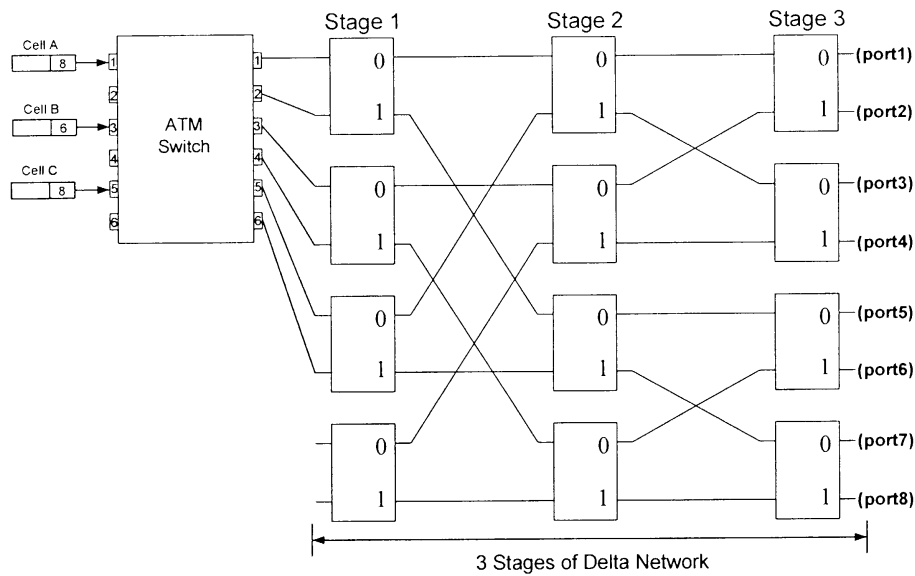 Stage 1
Stage 2
Stage 3
Cell A
8
Cell B
6
Cell C
8
1
2
3
4
5
6
ATM
Switch
1
2
3
4
5
6
0
1
0
1
0
1
0
1
0
1
0
1
0
1
0
1
0
1
0
1
0
1
0
1
(port1)
(port2)
(port3)
(port4)
(port5)
(port6)
(port7)
(port8)
3 Stages of Delta Network